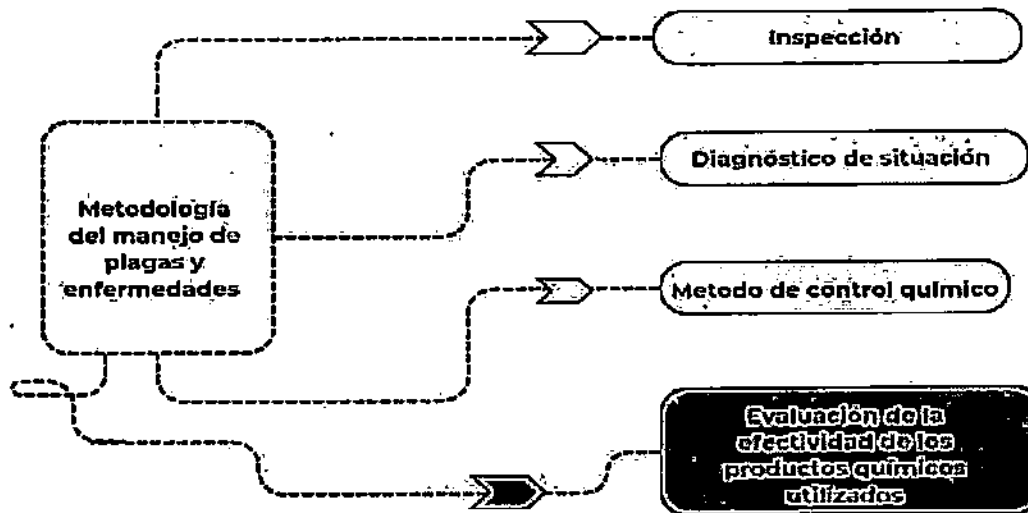 Inspección
Diagnóstico de situación
Metodología
del manejo de
plagas y
enfermedades
Metodo de control químico
Evaluación de la
efectividad de los
productos químicos
utilizados